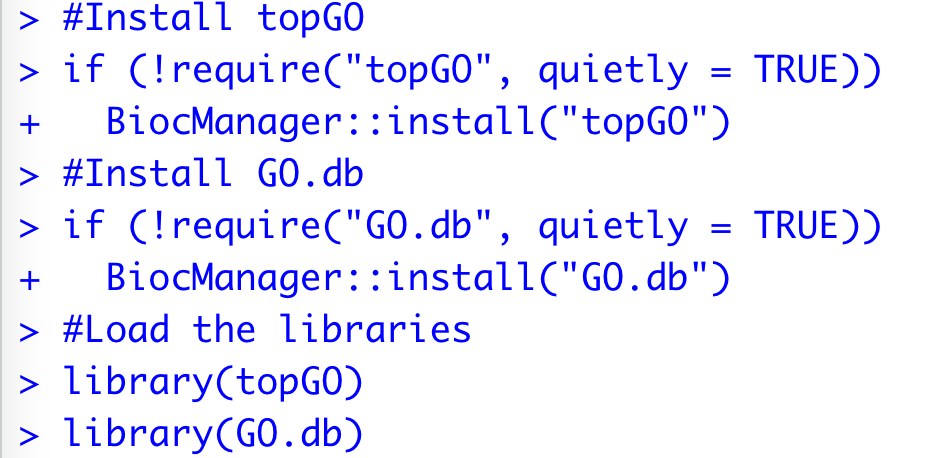 > #Install topGO
> if (!require("topGO", quietly = TRUE))
+   BiocManager::install("topGO")
> #Install GO.db
> if (!require("GO.db", quietly = TRUE))
+   BiocManager::install("GO.db")
> #Load the libraries
> library(topGO)
> library(GO.db)